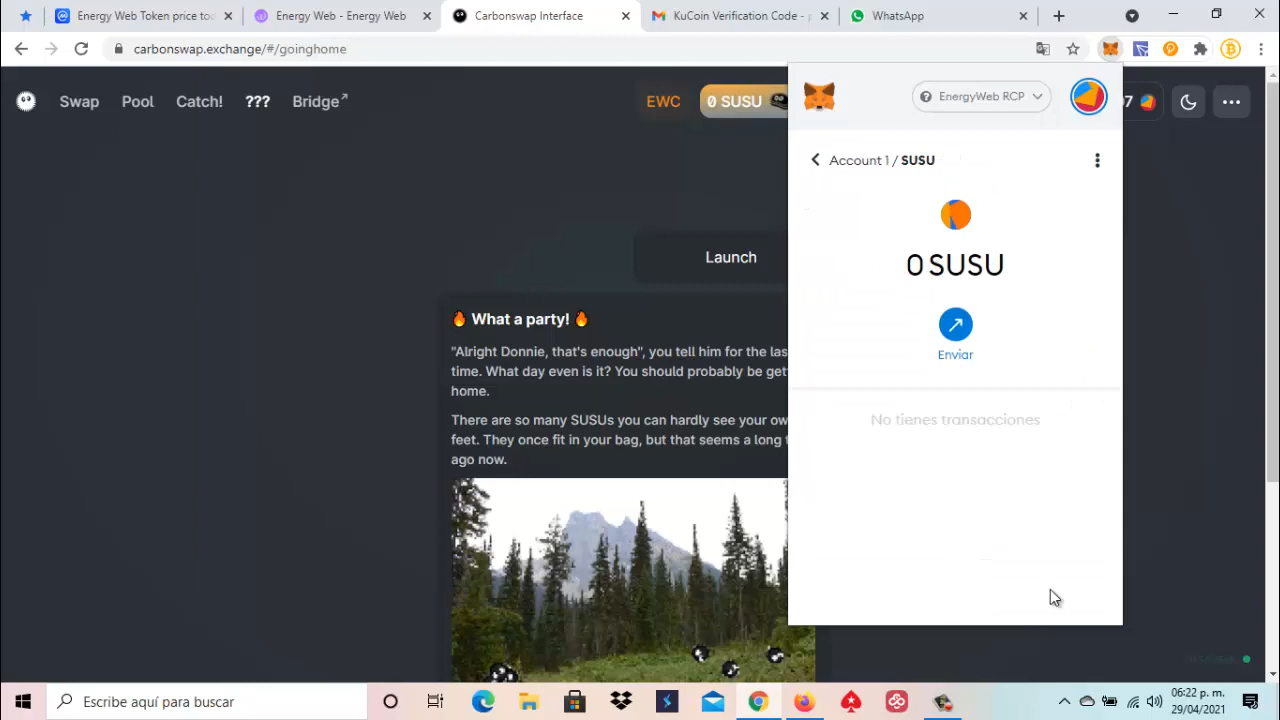 Energy Web Token price too
Energy Web - Energy Web
Carbonswap Interface
KuCoin Verification Code -
WhatsApp
carbonswap.exchange/#/goinghome
Swap
Pool
Catch!
???
Bridge↗
EWC
0 SUSU
EnergyWeb RCP
Account 1 / SUSU
0 SUSU
Enviar
No tienes transacciones
Launch
🔥 What a party! 🔥
"Alright Donnie, that's enough", you tell him for the las
time. What day even is it? You should probably be get
home.
There are so many SUSUs you can hardly see your ow
feet. They once fit in your bag, but that seems a long
ago now.
Escribe aquí para buscar
06:22 p. m.
29/04/2021